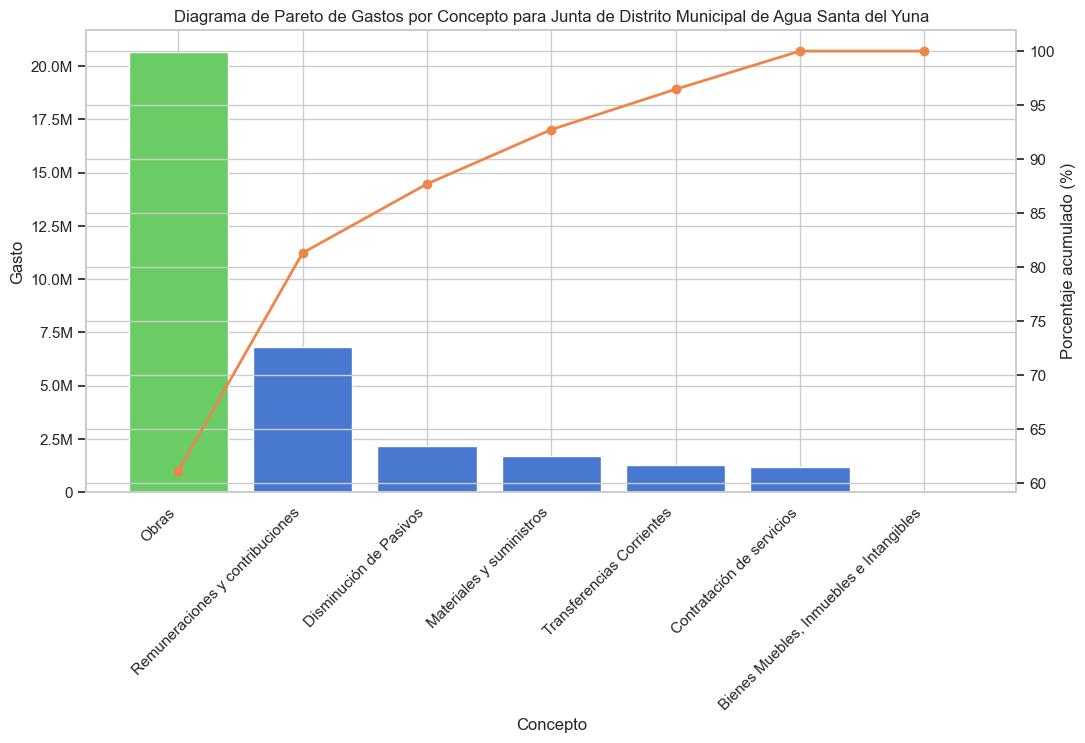 Diagrama de Pareto de Gastos por Concepto para Junta de Distrito Municipal de Agua Santa del Yuna
Gasto
20.0M
17.5M
15.0M
12.5M
10.0M
7.5M
5.0M
2.5M
0
100
95
90
85
80
75
70
65
60
Porcentaje acumulado (%)
Obras
Remuneraciones y contribuciones
Disminución de Pasivos
Materiales y suministros
Transferencias Corrientes
Contratación de servicios
Bienes Muebles, Inmuebles e Intangibles
Concepto